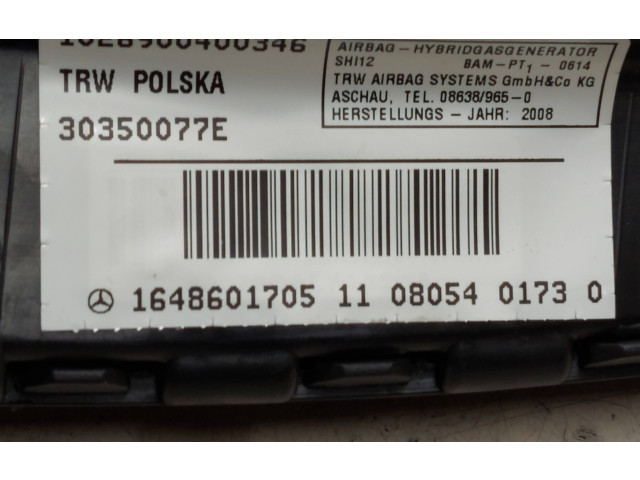 1028900400346
TRW POLSKA
30350077E
AIRBAG-HYBRIDGASGENERATOR
SHI12 BAM-PT1-0614
TRW AIRBAG SYSTEMS GmbH&Co KG
ASCHAU, TEL. 08638/965-0
HERSTELLUNGS - JAHR: 2008
1648601705 11 08054 0173 0